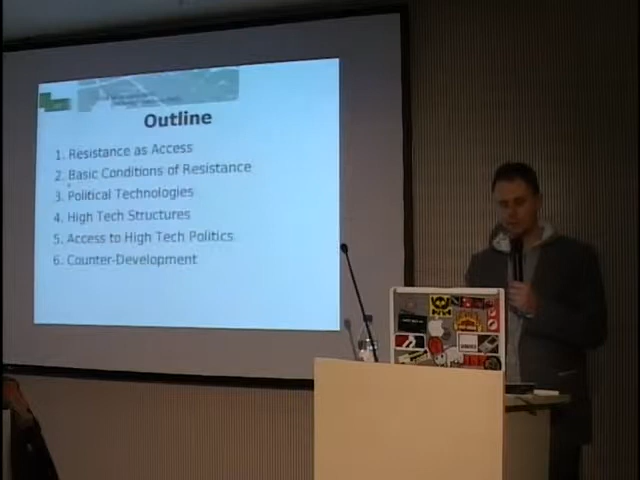 Outline
1. Resistance as Access
2. Basic Conditions of Resistance
3. Political Technologies
4. High Tech Structures
5. Access to High Tech Politics
6. Counter-Development